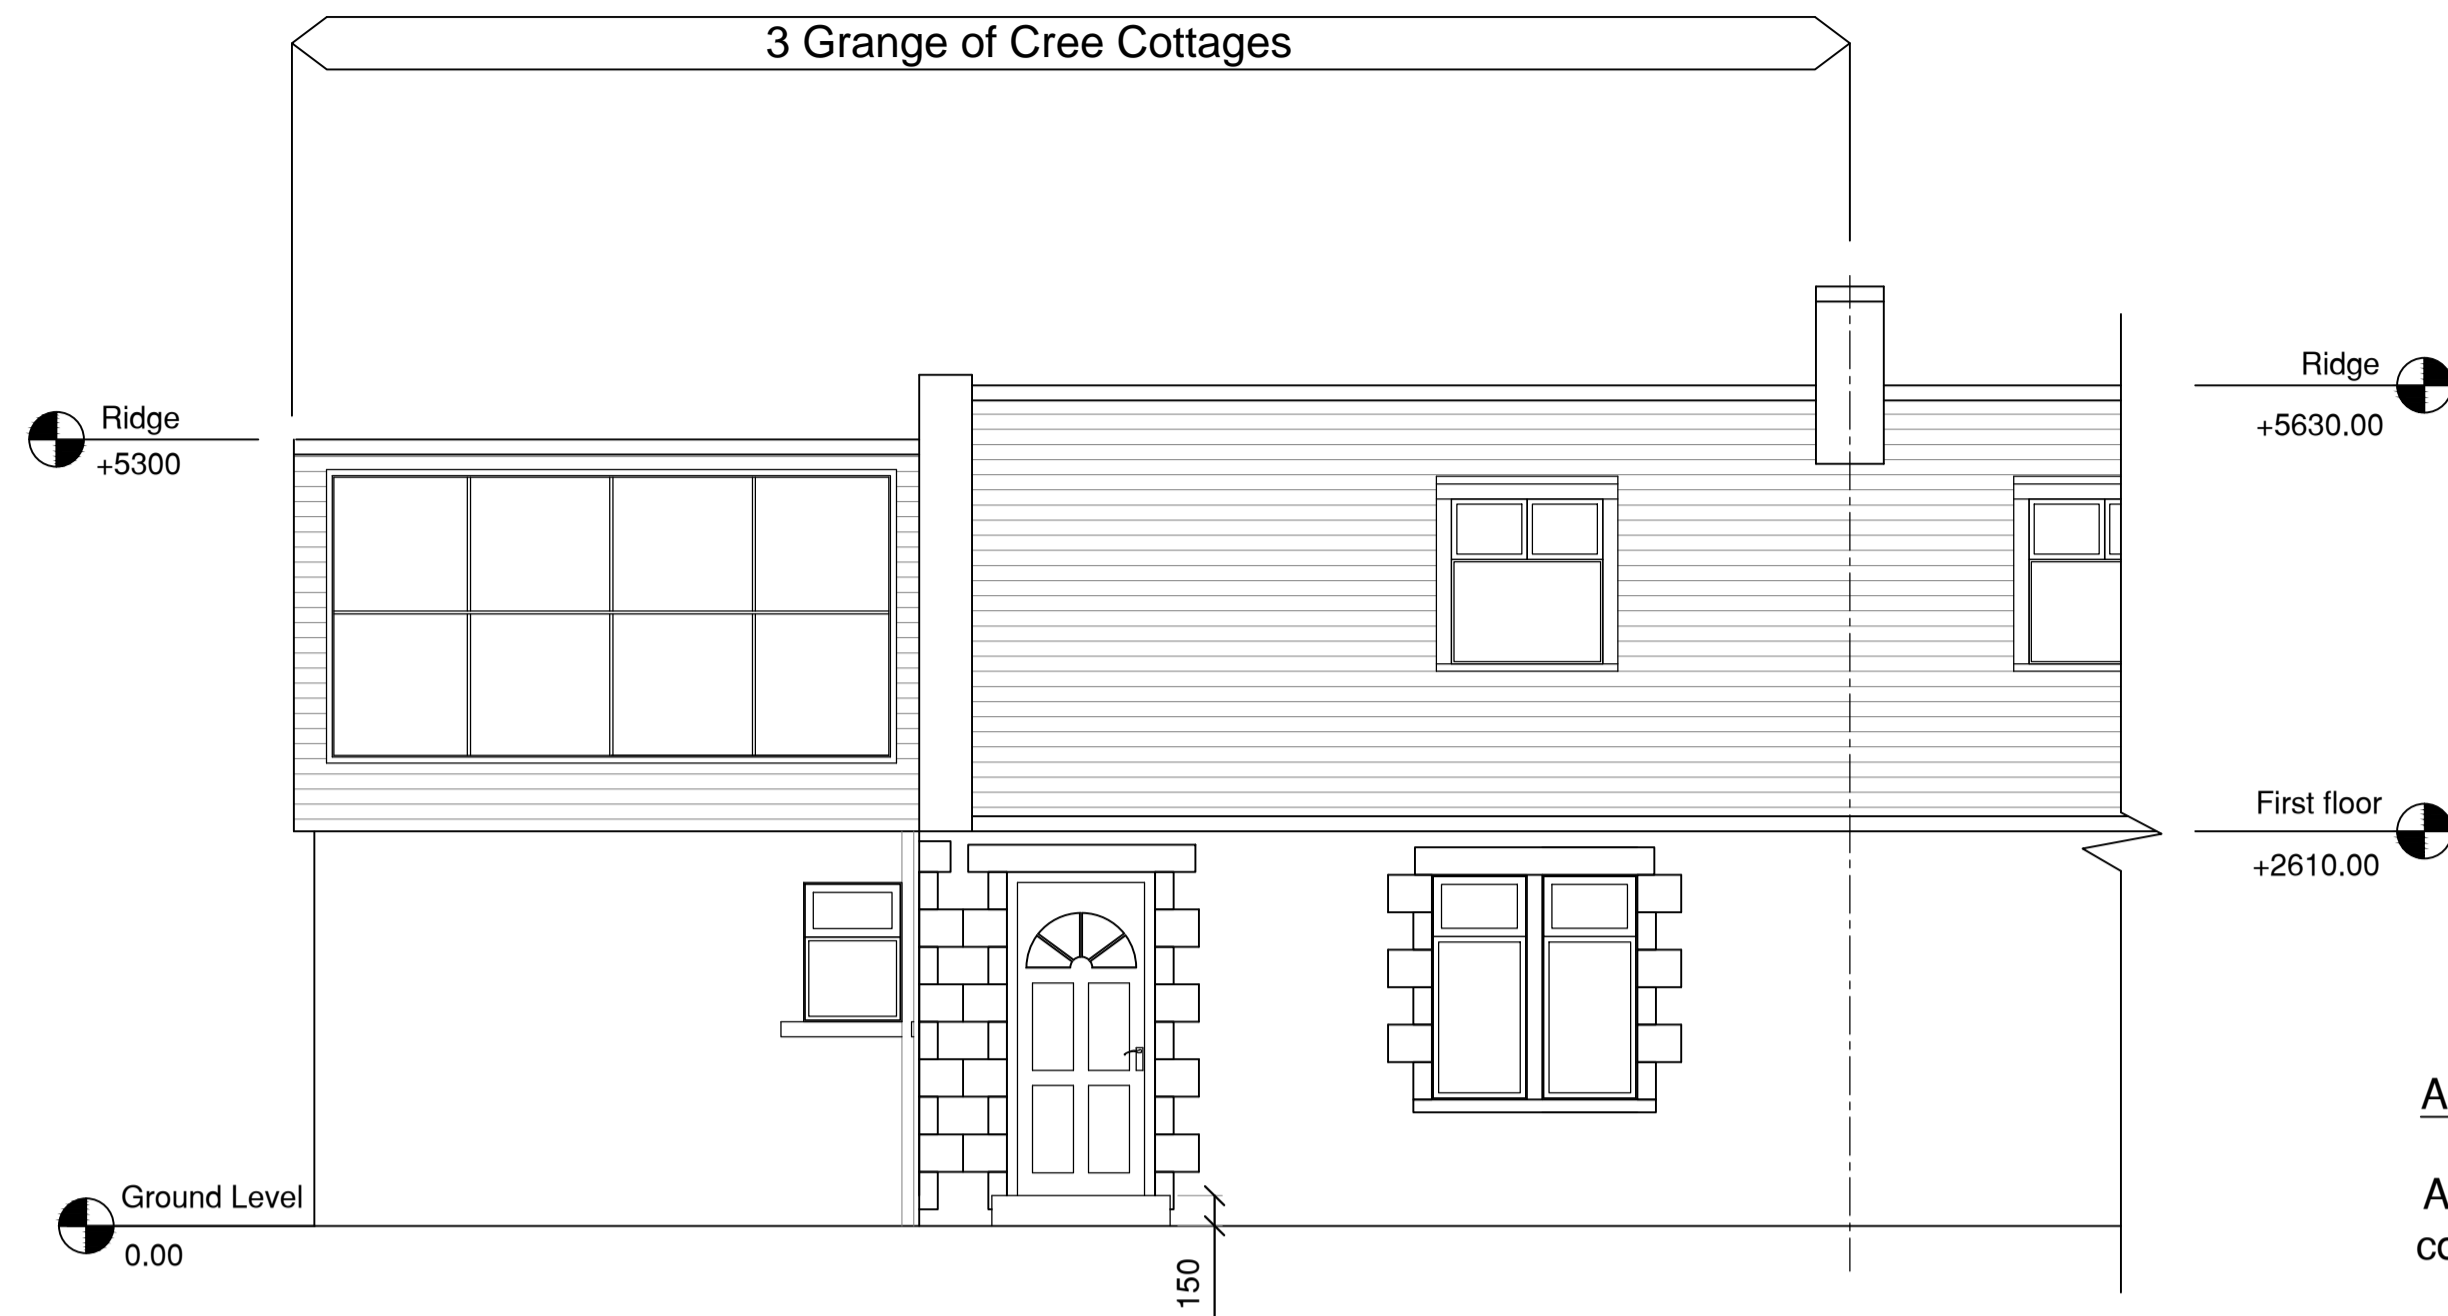 3 Grange of Cree Cottages
Ridge
+5300
Ridge
+5630.00
First floor
+2610.00
Ground Level
0.00
150
A
A
co